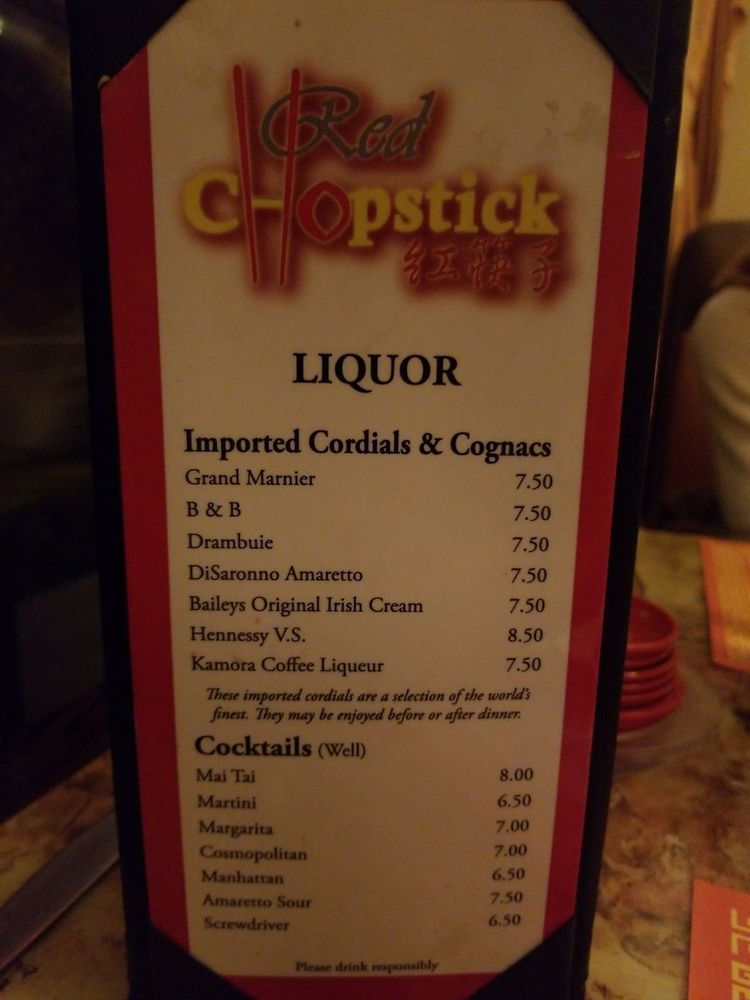 Red
Chopstick
红筷子
LIQUOR
Imported Cordials & Cognacs
Grand Marnier 7.50
B & B 7.50
Drambuie 7.50
DiSaronno Amaretto 7.50
Baileys Original Irish Cream 7.50
Hennessy V.S. 8.50
Kamora Coffee Liqueur 7.50
These imported cordials are a selection of the world's
finest. They may be enjoyed before or after dinner.
Cocktails (Well)
Mai Tai 8.00
Martini 6.50
Margarita 7.00
Cosmopolitan 7.00
Manhattan 6.50
Amaretto Sour 7.50
Screwdriver 6.50
Please drink responsibly